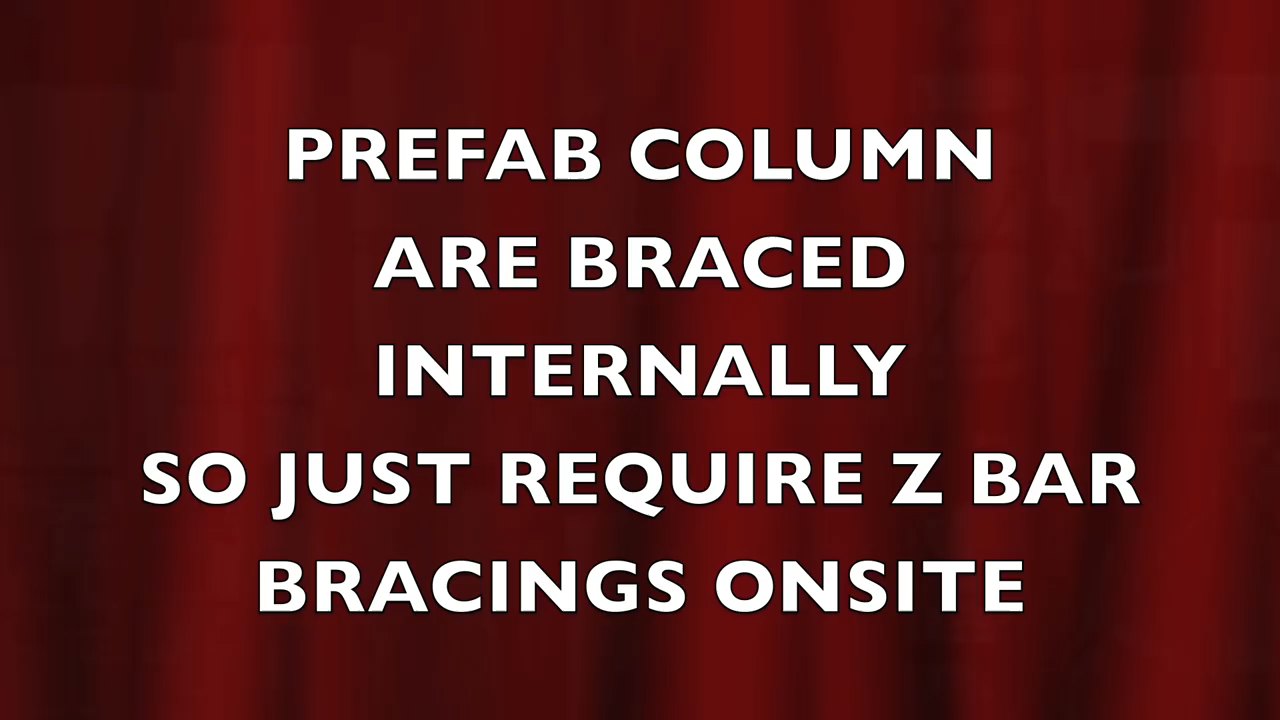 PREFAB COLUMN
ARE BRACED
INTERNALLY
SO JUST REQUIRE Z BAR
BRACINGS ONSITE